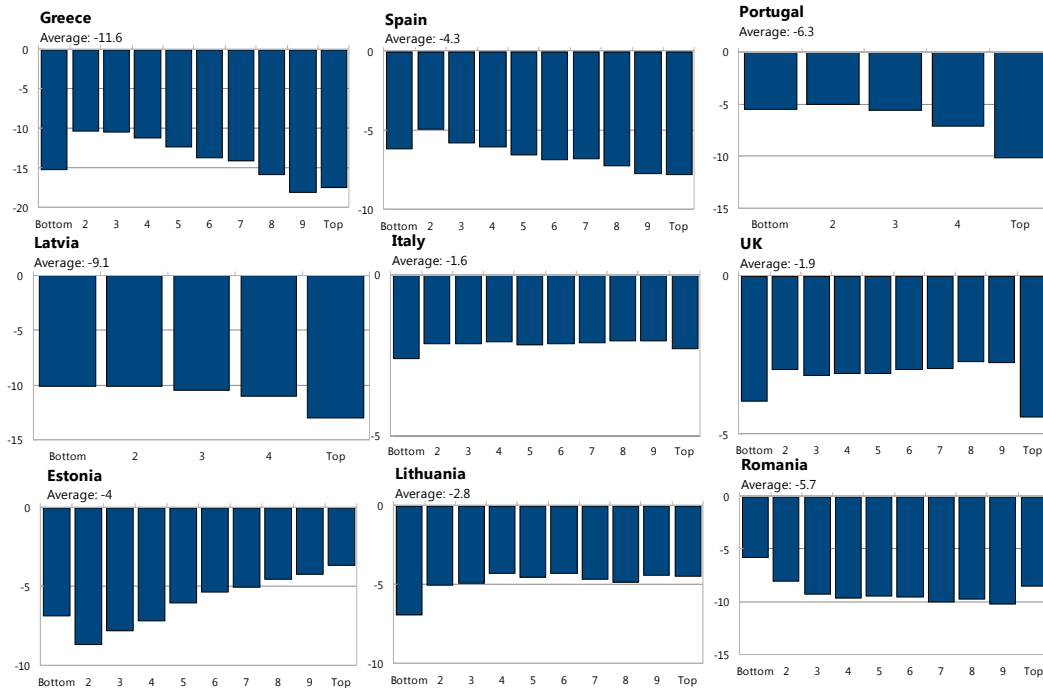 Greece
Average: -11.6
0
-5
-10
-15
-20
Bottom 2 3 4 5 6 7 8 9 Top
Spain
Average: -4.3
0
-5
-10
Bottom 2 3 4 5 6 7 8 9 Top
Portugal
Average: -6.3
0
-5
-10
-15
Bottom 2 3 4 Top
Latvia
Average: -9.1
0
-5
-10
-15
Bottom 2 3 4 Top
Italy
Average: -1.6
0
-5
Bottom 2 3 4 5 6 7 8 9 Top
UK
Average: -1.9
0
-5
Bottom 2 3 4 5 6 7 8 9 Top
Estonia
Average: -4
0
-5
-10
Bottom 2 3 4 5 6 7 8 9 Top
Lithuania
Average: -2.8
0
-5
-10
Bottom 2 3 4 5 6 7 8 9 Top
Romania
Average: -5.7
0
-5
-10
-15
Bottom 2 3 4 5 6 7 8 9 Top